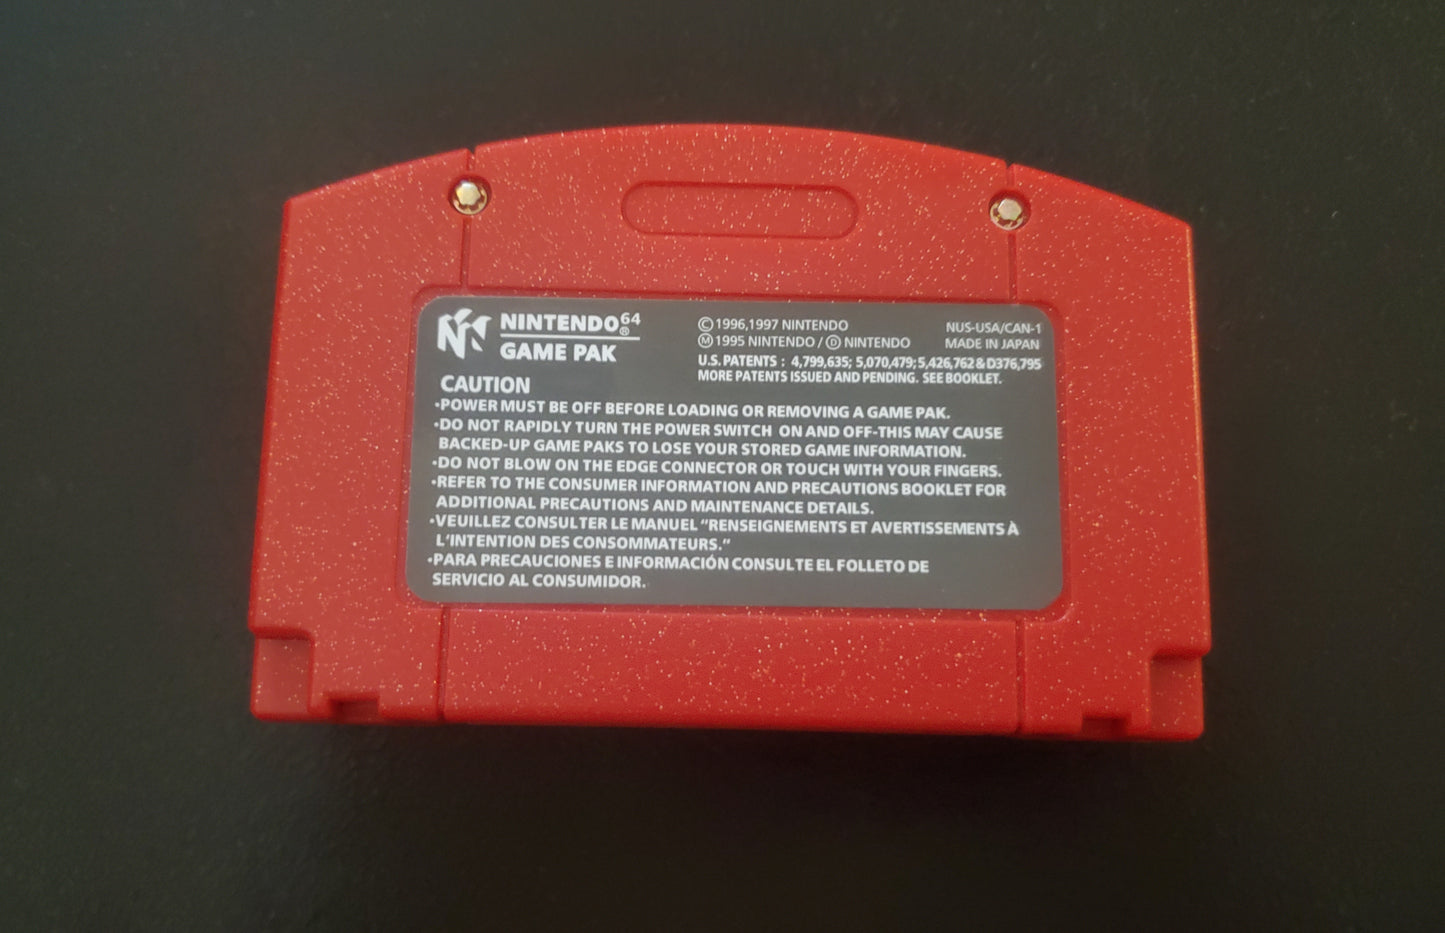 NINTENDO64®
GAME PAK
Ⓒ1996,1997 NINTENDO
Ⓜ1995 NINTENDO / Ⓓ NINTENDO
NUS-USA/CAN-1
MADE IN JAPAN
U.S. PATENTS : 4,799,635; 5,070,479; 5,426,762 & D376,795
MORE PATENTS ISSUED AND PENDING. SEE BOOKLET.
CAUTION
·POWER MUST BE OFF BEFORE LOADING OR REMOVING A GAME PAK.
·DO NOT RAPIDLY TURN THE POWER SWITCH ON AND OFF-THIS MAY CAUSE
BACKED-UP GAME PAKS TO LOSE YOUR STORED GAME INFORMATION.
·DO NOT BLOW ON THE EDGE CONNECTOR OR TOUCH WITH YOUR FINGERS.
·REFER TO THE CONSUMER INFORMATION AND PRECAUTIONS BOOKLET FOR
ADDITIONAL PRECAUTIONS AND MAINTENANCE DETAILS.
·VEUILLEZ CONSULTER LE MANUEL "RENSEIGNEMENTS ET AVERTISSEMENTS À
L'INTENTION DES CONSOMMATEURS."
·PARA PRECAUCIONES E INFORMACIÓN CONSULTE EL FOLLETO DE
SERVICIO AL CONSUMIDOR.